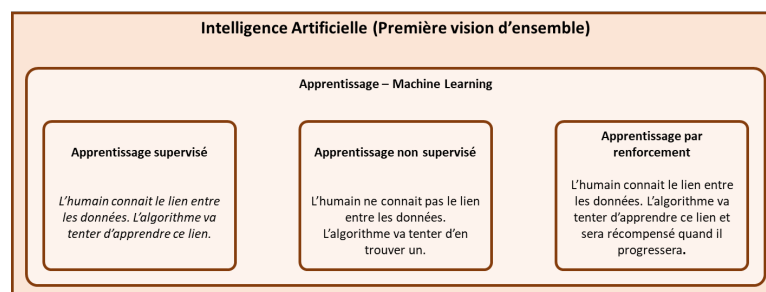 Intelligence Artificielle (Première vision d’ensemble)
Apprentissage – Machine Learning
Apprentissage supervisé
L’humain connait le lien entre
les données. L’algorithme va
tenter d’apprendre ce lien.
Apprentissage non supervisé
L’humain ne connait pas le lien
entre les données.
L’algorithme va tenter d’en
trouver un.
Apprentissage par
renforcement
L’humain connait le lien entre
les données. L’algorithme va
tenter d’apprendre ce lien et
sera récompensé quand il
progressera.